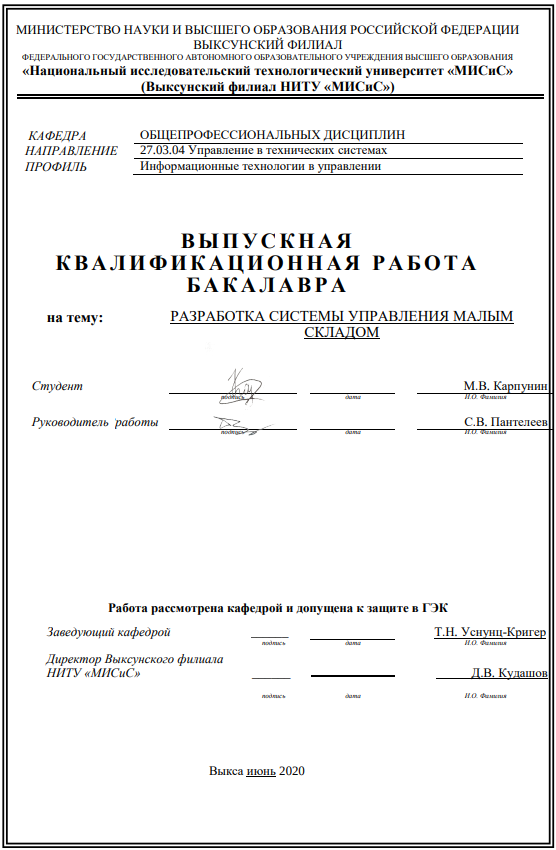 МИНИСТЕРСТВО НАУКИ И ВЫСШЕГО ОБРАЗОВАНИЯ РОССИЙСКОЙ ФЕДЕРАЦИИ
ВЫКСУНСКИЙ ФИЛИАЛ
ФЕДЕРАЛЬНОГО ГОСУДАРСТВЕННОГО АВТОНОМНОГО ОБРАЗОВАТЕЛЬНОГО УЧРЕЖДЕНИЯ ВЫСШЕГО ОБРАЗОВАНИЯ
«Национальный исследовательский технологический университет «МИСиС»
(Выксунский филиал НИТУ «МИСиС»)
КАФЕДРА ОБЩЕПРОФЕССИОНАЛЬНЫХ ДИСЦИПЛИН
НАПРАВЛЕНИЕ 27.03.04 Управление в технических системах
ПРОФИЛЬ Информационные технологии в управлении
ВЫПУСКНАЯ
КВАЛИФИКАЦИОННАЯ РАБОТА
БАКАЛАВРА
на тему: РАЗРАБОТКА СИСТЕМЫ УПРАВЛЕНИЯ МАЛЫМ
СКЛАДОМ
Студент М.В. Карпунин
подпись дата И.О. Фамилия
Руководитель работы С.В. Пантелеев
подпись дата И.О. Фамилия
Работа рассмотрена кафедрой и допущена к защите в ГЭК
Заведующий кафедрой Т.Н. Уснунц-Кригер
подпись дата И.О. Фамилия
Директор Выксунского филиала
НИТУ «МИСиС» Д.В. Кудашов
подпись дата И.О. Фамилия
Выкса июнь 2020